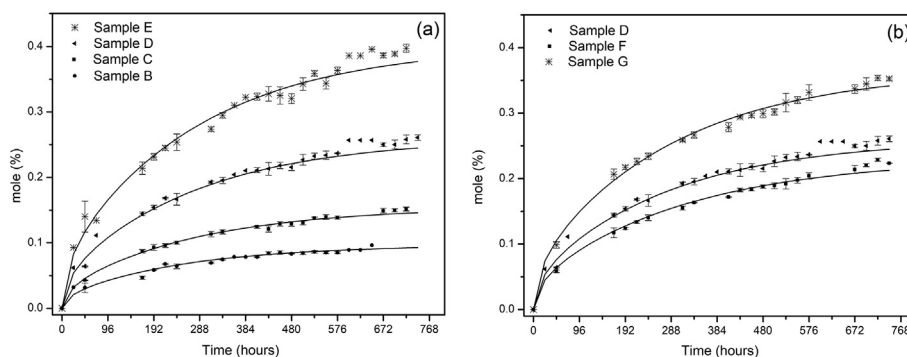 (a)
Sample E
Sample D
Sample C
Sample B
mole (%)
0.4
0.3
0.2
0.1
0.0
0 96 192 288 384 480 576 672 768
Time (hours)
(b)
Sample D
Sample F
Sample G
mole (%)
0.4
0.3
0.2
0.1
0.0
0 96 192 288 384 480 576 672 768
Time (hours)